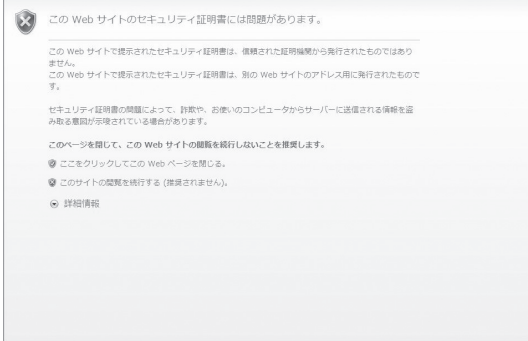 この Web サイトのセキュリティ証明書には問題があります。
この Web サイトで提示されたセキュリティ証明書は、信頼された証明機関から発行されたものではあり
ません。
この Web サイトで提示されたセキュリティ証明書は、別の Web サイトのアドレス用に発行されたもので
す。
セキュリティ証明書の問題によって、詐欺や、お使いのコンピュータからサーバーに送信される情報を盗
み取る意図が示唆されている場合があります。
このページを閉じて、この Web サイトの閲覧を続行しないことを推奨します。
ここをクリックしてこの Web ページを閉じる。
このサイトの閲覧を続行する (推奨されません)。
詳細情報